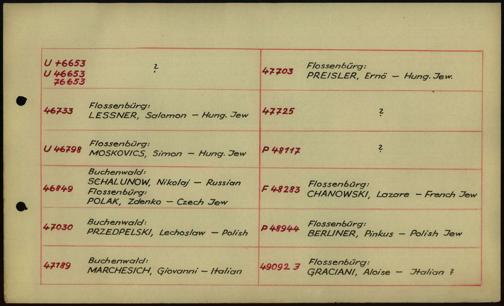 U +6653
U 46653
76653
?
46733
Flossenbürg:
LESSNER, Salamon – Hung. Jew
U 46798
Flossenbürg:
MOSKOVICS, Simon – Hung. Jew
46849
Buchenwald:
SCHALUNOW, Nikolaj – Russian
Flossenbürg:
POLAK, Zdenko – Czech Jew
47030
Buchenwald:
PRZEDPELSKI, Lechoslaw – Polish
47189
Buchenwald:
MARCHESICH, Giovanni – Italian
47703
Flossenbürg:
PREISLER, Ernö – Hung. Jew.
47725
?
P 48117
?
F 48283
Flossenbürg:
CHANOWSKI, Lazare – French Jew
P 48944
Flossenbürg:
BERLINER, Pinkus – Polish Jew
49092 J
Flossenbürg:
GRACIANI, Aloise – Italian ?